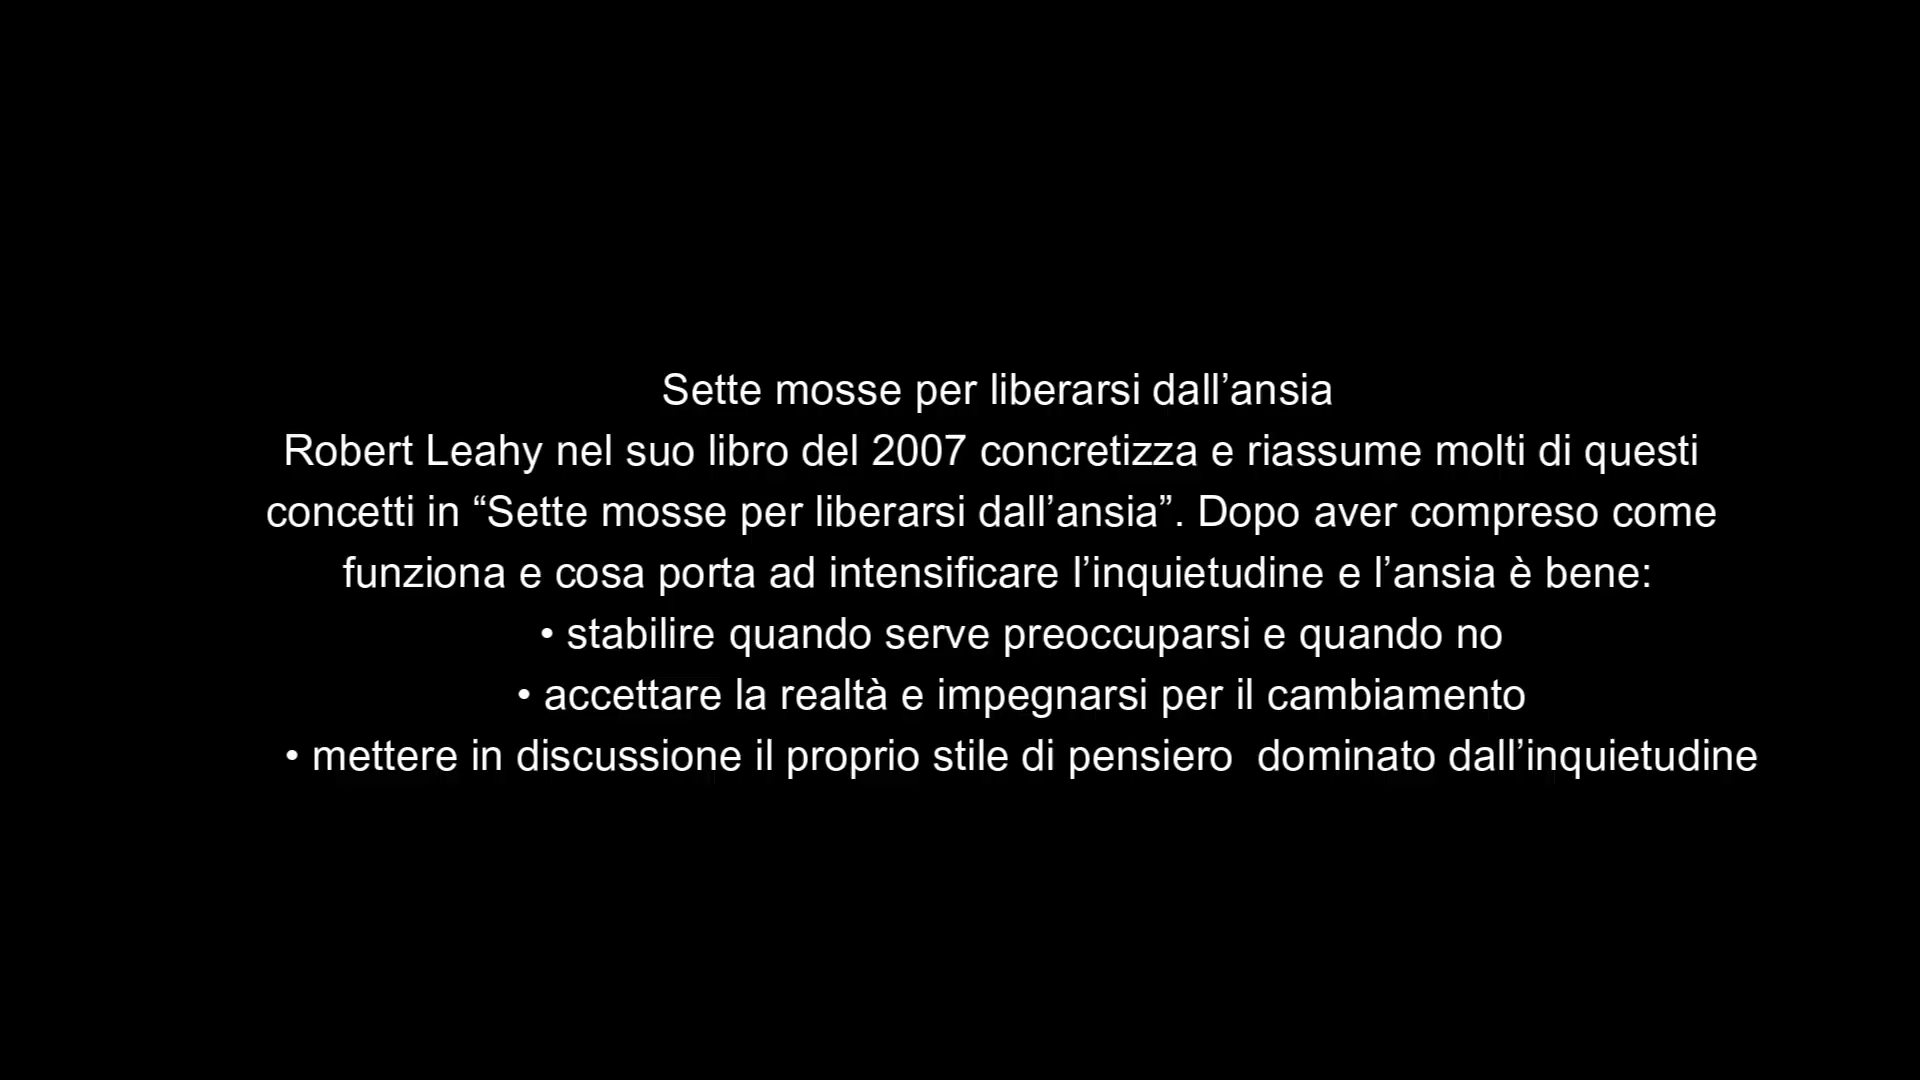 Sette mosse per liberarsi dall’ansia
Robert Leahy nel suo libro del 2007 concretizza e riassume molti di questi
concetti in “Sette mosse per liberarsi dall’ansia”. Dopo aver compreso come
funziona e cosa porta ad intensificare l’inquietudine e l’ansia è bene:
• stabilire quando serve preoccuparsi e quando no
• accettare la realtà e impegnarsi per il cambiamento
• mettere in discussione il proprio stile di pensiero  dominato dall’inquietudine